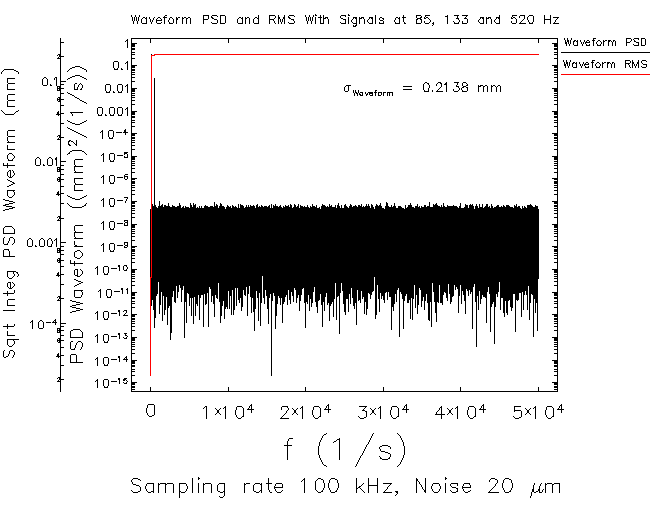 Waveform PSD and RMS With Signals at 85, 133 and 520 Hz
Waveform PSD
Waveform RMS
σWaveform = 0.2138 mm
Sqrt Integ PSD Waveform (mm)
0.1
0.01
0.001
10⁻⁴
PSD Waveform ((mm)²/(1/s))
0.1
0.01
0.001
10⁻⁴
10⁻⁵
10⁻⁶
10⁻⁷
10⁻⁸
10⁻⁹
10⁻¹⁰
10⁻¹¹
10⁻¹²
10⁻¹³
10⁻¹⁴
10⁻¹⁵
0 1×10⁴ 2×10⁴ 3×10⁴ 4×10⁴ 5×10⁴
f (1/s)
Sampling rate 100 kHz, Noise 20 μm